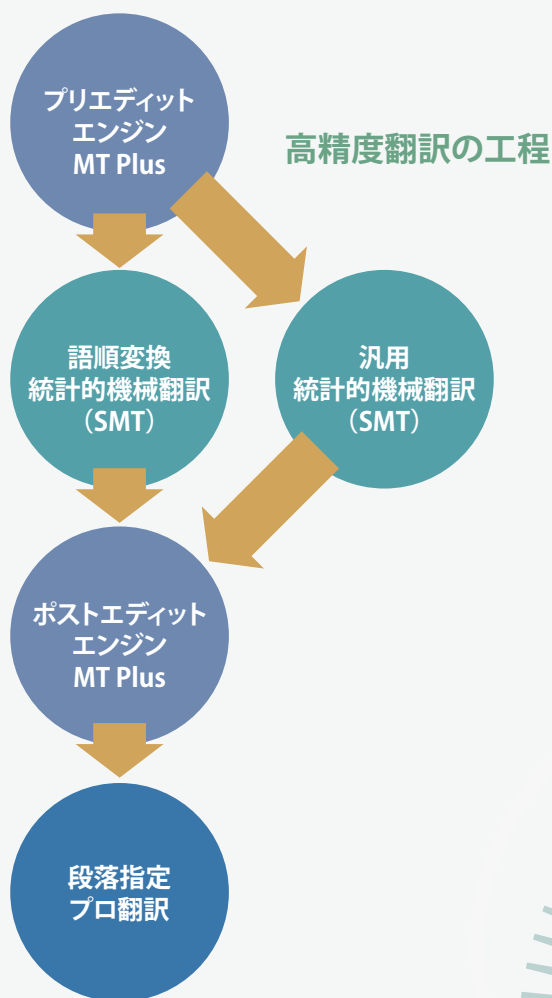 プリエディット
エンジン
MT Plus
高精度翻訳の工程
語順変換
統計的機械翻訳
（SMT）
汎用
統計的機械翻訳
（SMT）
ポストエディット
エンジン
MT Plus
段落指定
プロ翻訳